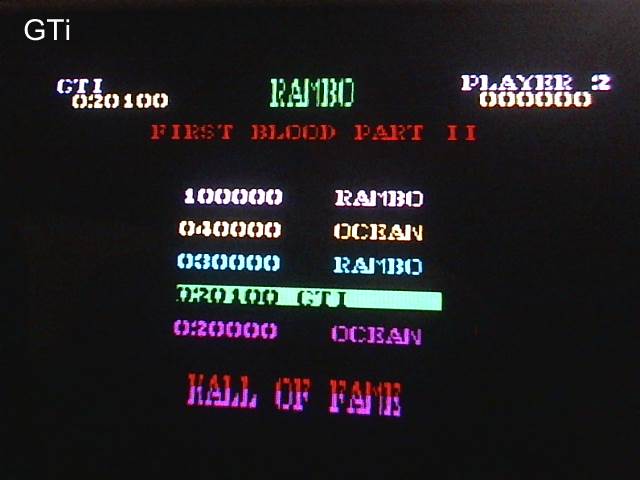 GTi
GTI RAMBO PLAYER 2
020100 000000
FIRST BLOOD PART II
100000 RAMBO
040000 OCEAN
030000 RAMBO
020100 GTI
020000 OCEAN
HALL OF FAME